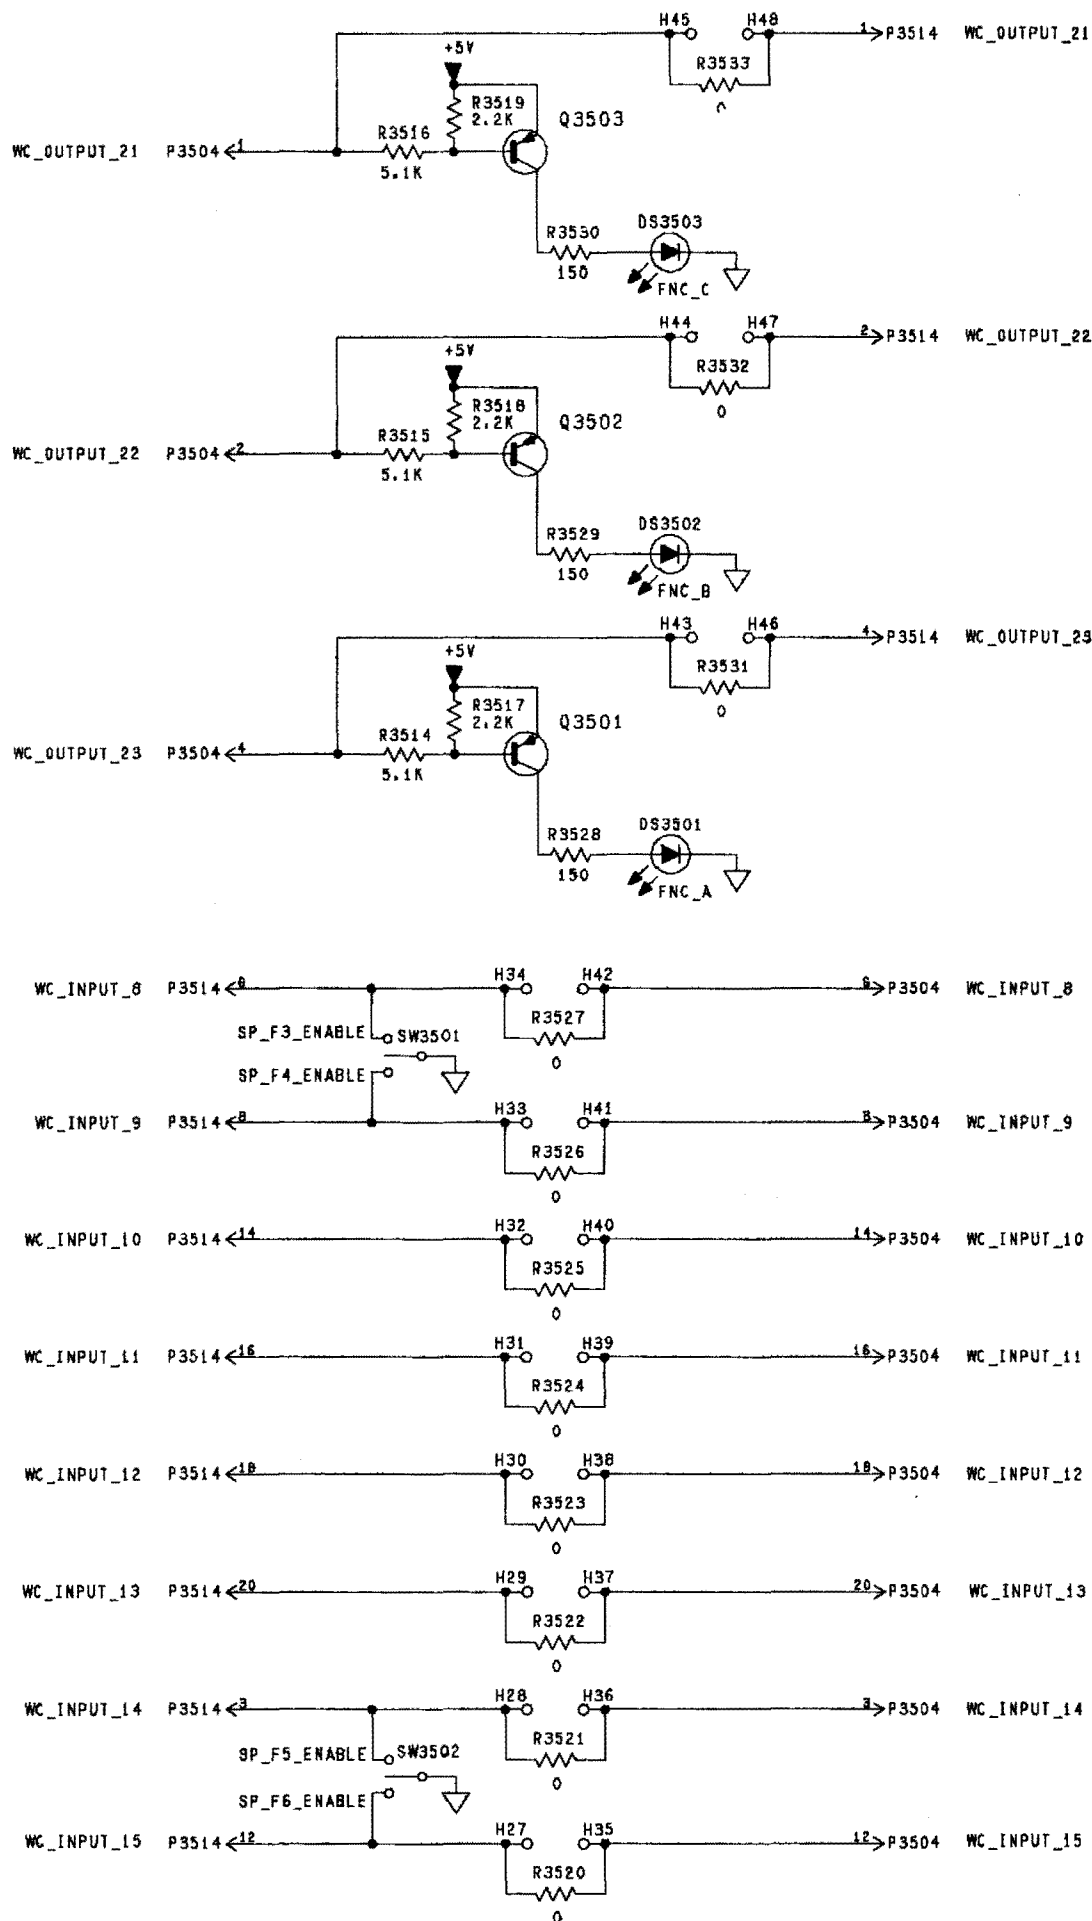 H45 H48
1 P3514 WC_OUTPUT_21
R3533
+5V
R3519
2.2K
Q3503
R3516
WC_OUTPUT_21 P3504 1
5.1K
DS3503
R3530
150
FNC_C
H44 H47
2 P3514 WC_OUTPUT_22
R3532
0
+5V
R3518
2.2K
Q3502
R3515
WC_OUTPUT_22 P3504 2
5.1K
DS3502
R3529
150
FNC_B
H43 H46
4 P3514 WC_OUTPUT_23
R3531
0
+5V
R3517
2.2K
Q3501
R3514
WC_OUTPUT_23 P3504 4
5.1K
DS3501
R3528
150
FNC_A
H34 H42
WC_INPUT_8 P3514 6 6 P3504 WC_INPUT_8
R3527
0
SP_F3_ENABLE SW3501
SP_F4_ENABLE
H33 H41
WC_INPUT_9 P3514 8 8 P3504 WC_INPUT_9
R3526
0
H32 H40
WC_INPUT_10 P3514 14 14 P3504 WC_INPUT_10
R3525
0
H31 H39
WC_INPUT_11 P3514 16 16 P3504 WC_INPUT_11
R3524
0
H30 H38
WC_INPUT_12 P3514 18 18 P3504 WC_INPUT_12
R3523
0
H29 H37
WC_INPUT_13 P3514 20 20 P3504 WC_INPUT_13
R3522
0
H28 H36
WC_INPUT_14 P3514 3 3 P3504 WC_INPUT_14
R3521
0
SP_F5_ENABLE SW3502
SP_F6_ENABLE
H27 H35
WC_INPUT_15 P3514 12 12 P3504 WC_INPUT_15
R3520
0